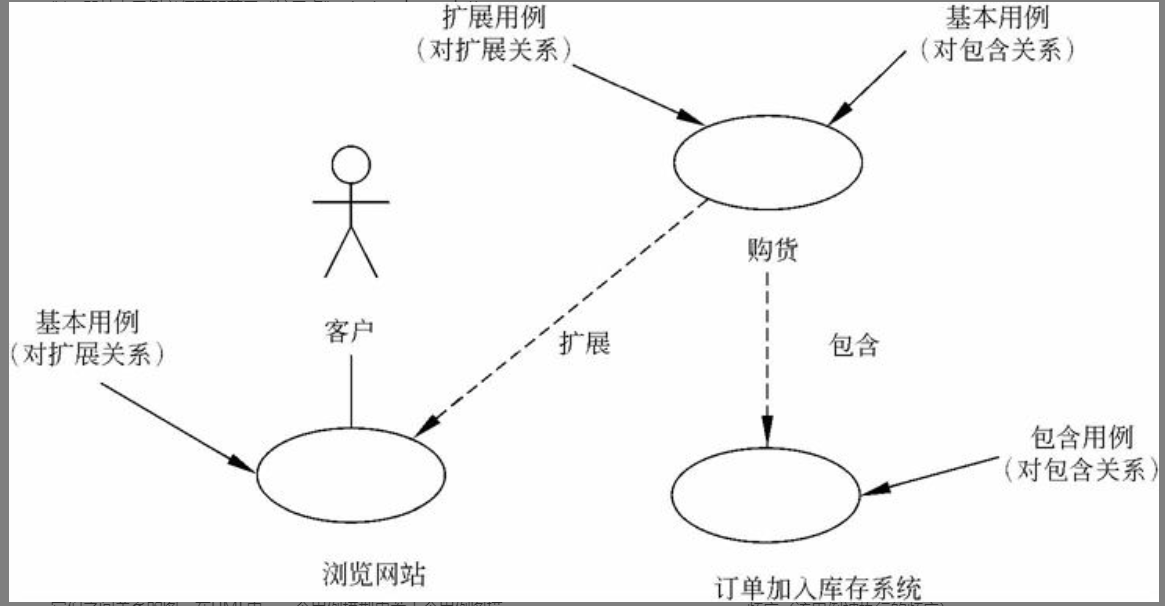 扩展用例
（对扩展关系）
基本用例
（对包含关系）
购货
基本用例
（对扩展关系）
客户
扩展
包含
包含用例
（对包含关系）
浏览网站
订单加入库存系统